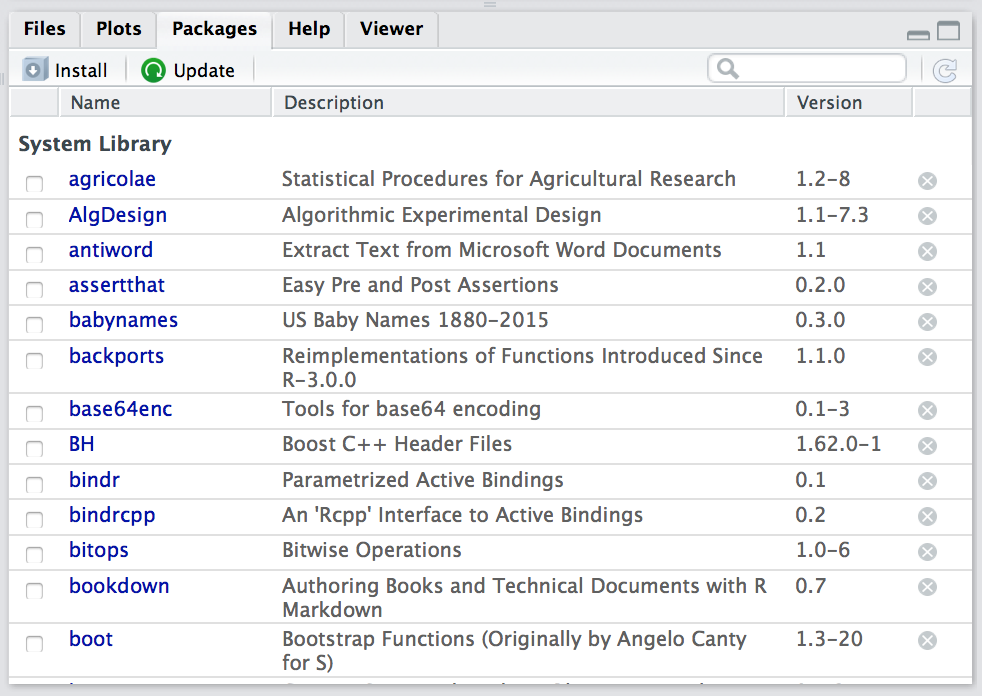 Files Plots Packages Help Viewer
Install Update
Name Description Version
System Library
agricolae Statistical Procedures for Agricultural Research 1.2-8
AlgDesign Algorithmic Experimental Design 1.1-7.3
antiword Extract Text from Microsoft Word Documents 1.1
assertthat Easy Pre and Post Assertions 0.2.0
babynames US Baby Names 1880-2015 0.3.0
backports Reimplementations of Functions Introduced Since 1.1.0
R-3.0.0
base64enc Tools for base64 encoding 0.1-3
BH Boost C++ Header Files 1.62.0-1
bindr Parametrized Active Bindings 0.1
bindrcpp An 'Rcpp' Interface to Active Bindings 0.2
bitops Bitwise Operations 1.0-6
bookdown Authoring Books and Technical Documents with R 0.7
Markdown
boot Bootstrap Functions (Originally by Angelo Canty 1.3-20
for S)